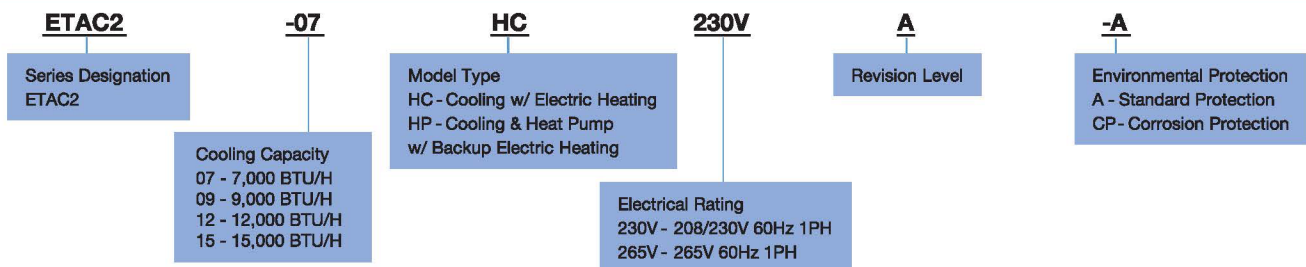 ETAC2 -07 HC 230V A -A
Series Designation
ETAC2
Cooling Capacity
07 - 7,000 BTU/H
09 - 9,000 BTU/H
12 - 12,000 BTU/H
15 - 15,000 BTU/H
Model Type
HC - Cooling w/ Electric Heating
HP - Cooling & Heat Pump
w/ Backup Electric Heating
Electrical Rating
230V - 208/230V 60Hz 1PH
265V - 265V 60Hz 1PH
Revision Level
Environmental Protection
A - Standard Protection
CP - Corrosion Protection